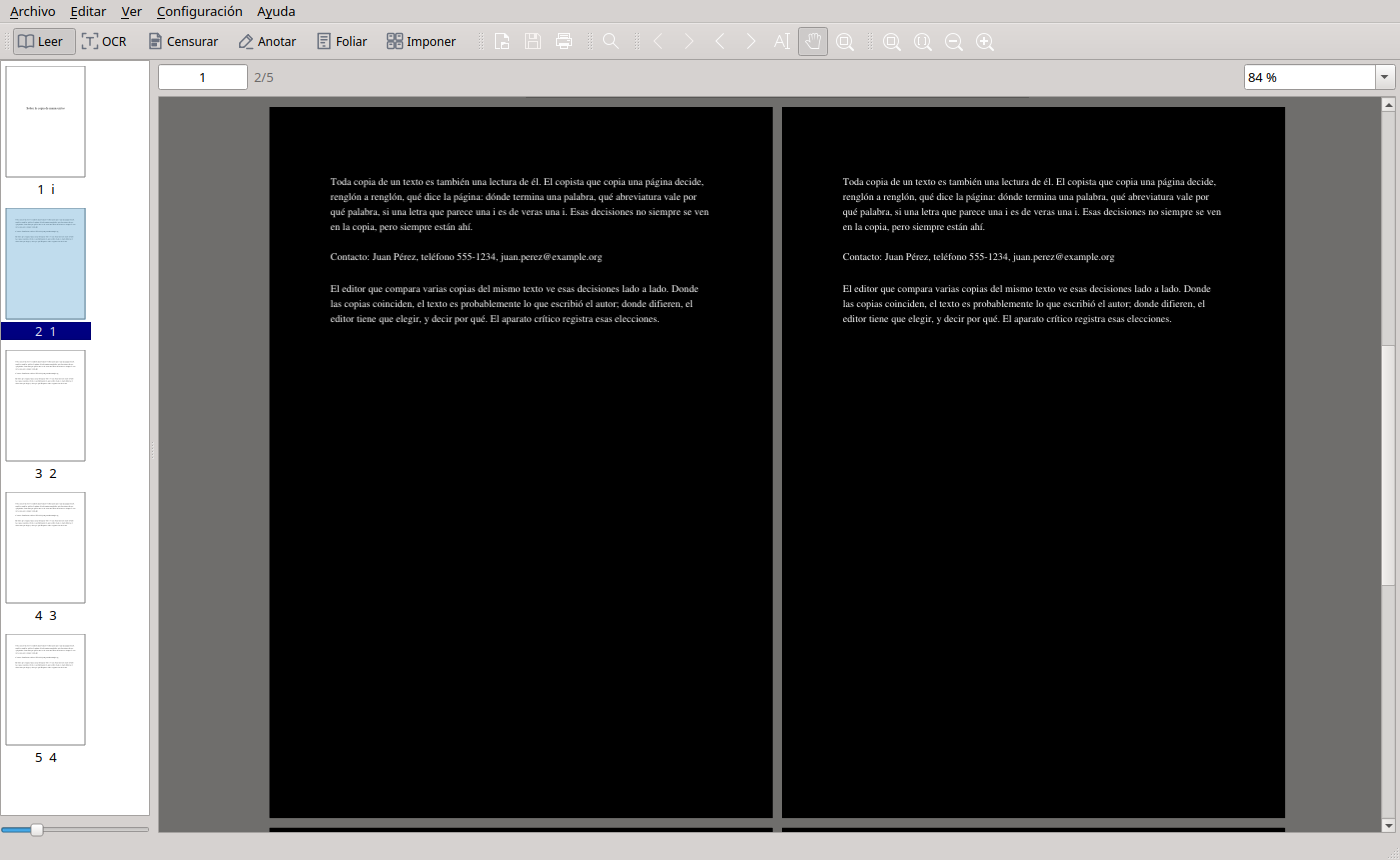 Archivo Editar Ver Configuración Ayuda
Leer OCR Censurar Anotar Foliar Imponer
1 2/5 84 %
1 i
2 1
3 2
4 3
5 4
Toda copia de un texto es también una lectura de él. El copista que copia una página decide,
renglón a renglón, qué dice la página: dónde termina una palabra, qué abreviatura vale por
qué palabra, si una letra que parece una i es de veras una i. Esas decisiones no siempre se ven
en la copia, pero siempre están ahí.
Contacto: Juan Pérez, teléfono 555-1234, juan.perez@example.org
El editor que compara varias copias del mismo texto ve esas decisiones lado a lado. Donde
las copias coinciden, el texto es probablemente lo que escribió el autor; donde difieren, el
editor tiene que elegir, y decir por qué. El aparato crítico registra esas elecciones.
Toda copia de un texto es también una lectura de él. El copista que copia una página decide,
renglón a renglón, qué dice la página: dónde termina una palabra, qué abreviatura vale por
qué palabra, si una letra que parece una i es de veras una i. Esas decisiones no siempre se ven
en la copia, pero siempre están ahí.
Contacto: Juan Pérez, teléfono 555-1234, juan.perez@example.org
El editor que compara varias copias del mismo texto ve esas decisiones lado a lado. Donde
las copias coinciden, el texto es probablemente lo que escribió el autor; donde difieren, el
editor tiene que elegir, y decir por qué. El aparato crítico registra esas elecciones.